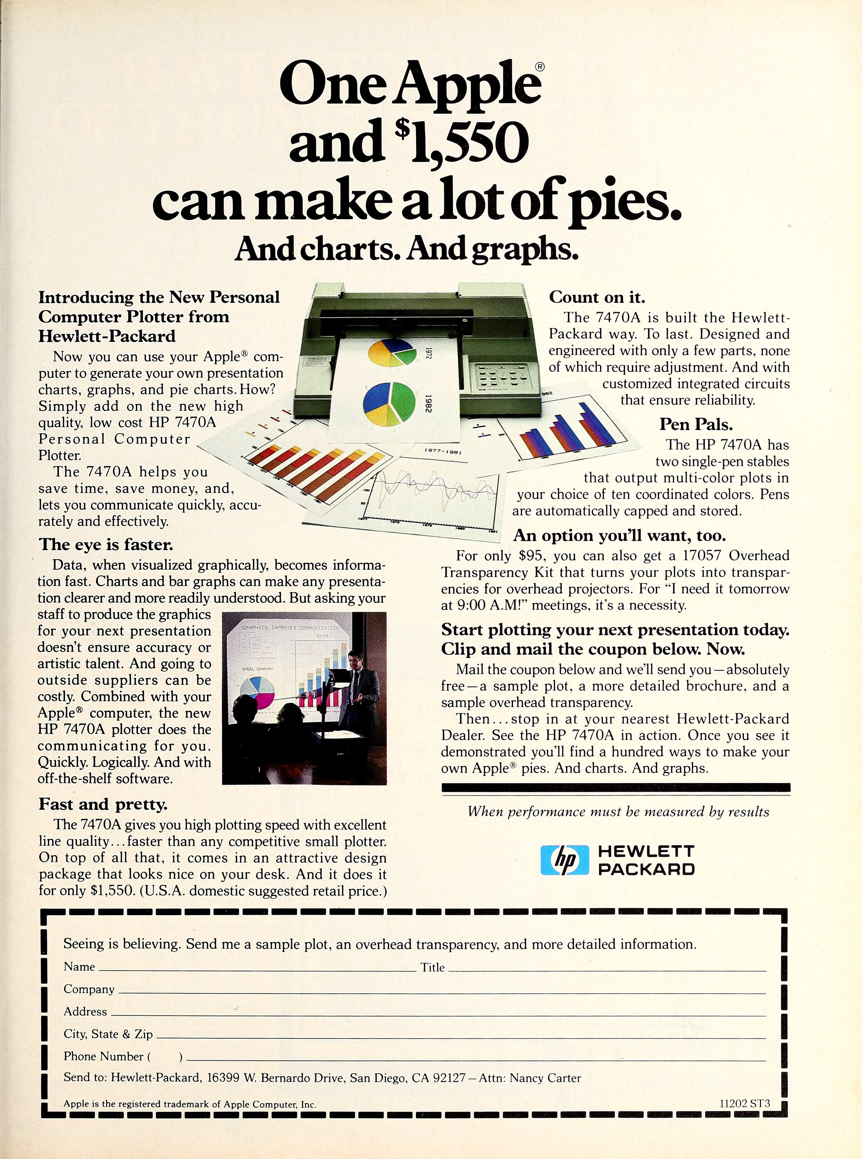 One Apple®
and $1,550
can make a lot of pies.
And charts. And graphs.
Introducing the New Personal
Computer Plotter from
Hewlett-Packard
Now you can use your Apple® com-
puter to generate your own presentation
charts, graphs, and pie charts. How?
Simply add on the new high
quality, low cost HP 7470A
Personal Computer
Plotter.
The 7470A helps you
save time, save money, and,
lets you communicate quickly, accu-
rately and effectively.
The eye is faster.
Data, when visualized graphically, becomes informa-
tion fast. Charts and bar graphs can make any presenta-
tion clearer and more readily understood. But asking your
staff to produce the graphics
for your next presentation
doesn't ensure accuracy or
artistic talent. And going to
outside suppliers can be
costly. Combined with your
Apple® computer, the new
HP 7470A plotter does the
communicating for you.
Quickly. Logically. And with
off-the-shelf software.
Fast and pretty.
The 7470A gives you high plotting speed with excellent
line quality...faster than any competitive small plotter.
On top of all that, it comes in an attractive design
package that looks nice on your desk. And it does it
for only $1,550. (U.S.A. domestic suggested retail price.)
1972
1982
1977-1981
GRAPHICS IMPROVES COMMUNICATION
SALES
STEEL COMPANY
Count on it.
The 7470A is built the Hewlett-
Packard way. To last. Designed and
engineered with only a few parts, none
of which require adjustment. And with
customized integrated circuits
that ensure reliability.
Pen Pals.
The HP 7470A has
two single-pen stables
that output multi-color plots in
your choice of ten coordinated colors. Pens
are automatically capped and stored.
An option you'll want, too.
For only $95, you can also get a 17057 Overhead
Transparency Kit that turns your plots into transpar-
encies for overhead projectors. For "I need it tomorrow
at 9:00 A.M!" meetings, it's a necessity.
Start plotting your next presentation today.
Clip and mail the coupon below. Now.
Mail the coupon below and we'll send you—absolutely
free—a sample plot, a more detailed brochure, and a
sample overhead transparency.
Then...stop in at your nearest Hewlett-Packard
Dealer. See the HP 7470A in action. Once you see it
demonstrated you'll find a hundred ways to make your
own Apple® pies. And charts. And graphs.
When performance must be measured by results
hp HEWLETT
PACKARD
Seeing is believing. Send me a sample plot, an overhead transparency, and more detailed information.
Name Title
Company
Address
City, State & Zip
Phone Number ( )
Send to: Hewlett-Packard, 16399 W. Bernardo Drive, San Diego, CA 92127—Attn: Nancy Carter
Apple is the registered trademark of Apple Computer, Inc. 11202 ST3